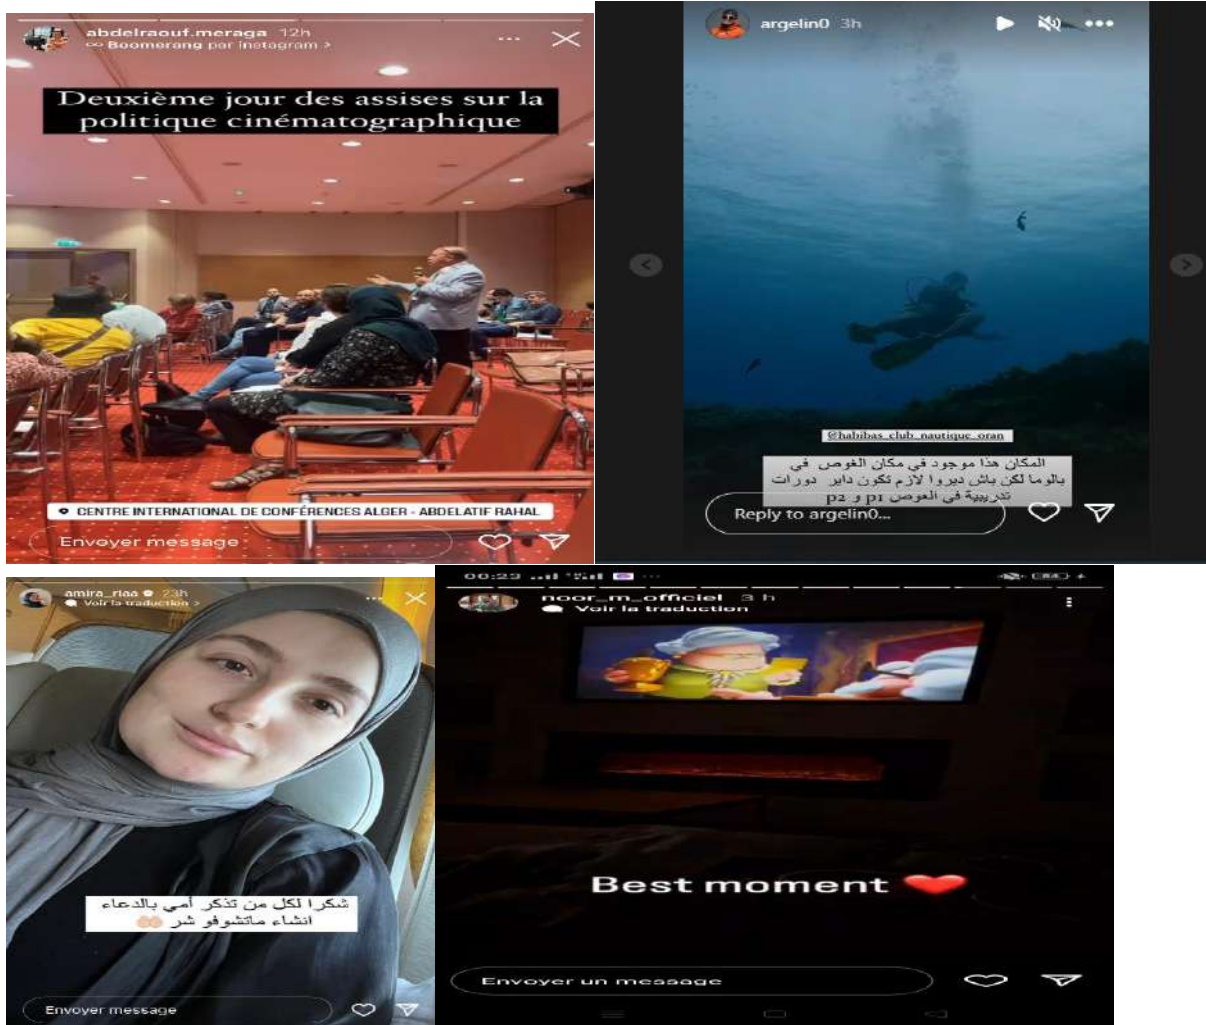 abdelraouf.meraga 12h
∞ Boomerang par Instagram >
Deuxième jour des assises sur la
politique cinématographique
CENTRE INTERNATIONAL DE CONFÉRENCES ALGER - ABDELATIF RAHAL
Envoyer message
argelin0 3h
@habibas_club_nautique_oran
المكان هذا موجود في مكان الغوص في
بالوما لكن باش ديروا لازم تكون داير دورات
تدريبية في الغوص p1 و p2
Reply to argelin0...
amira_riaa 23h
Voir la traduction >
شكرا لكل من تذكر أمي بالدعاء
انشاء ماتشوفو شر 🤲🏻
Envoyer message
00:23
noor_m_officiel 3 h
Voir la traduction
Best moment ❤️
Envoyer un message